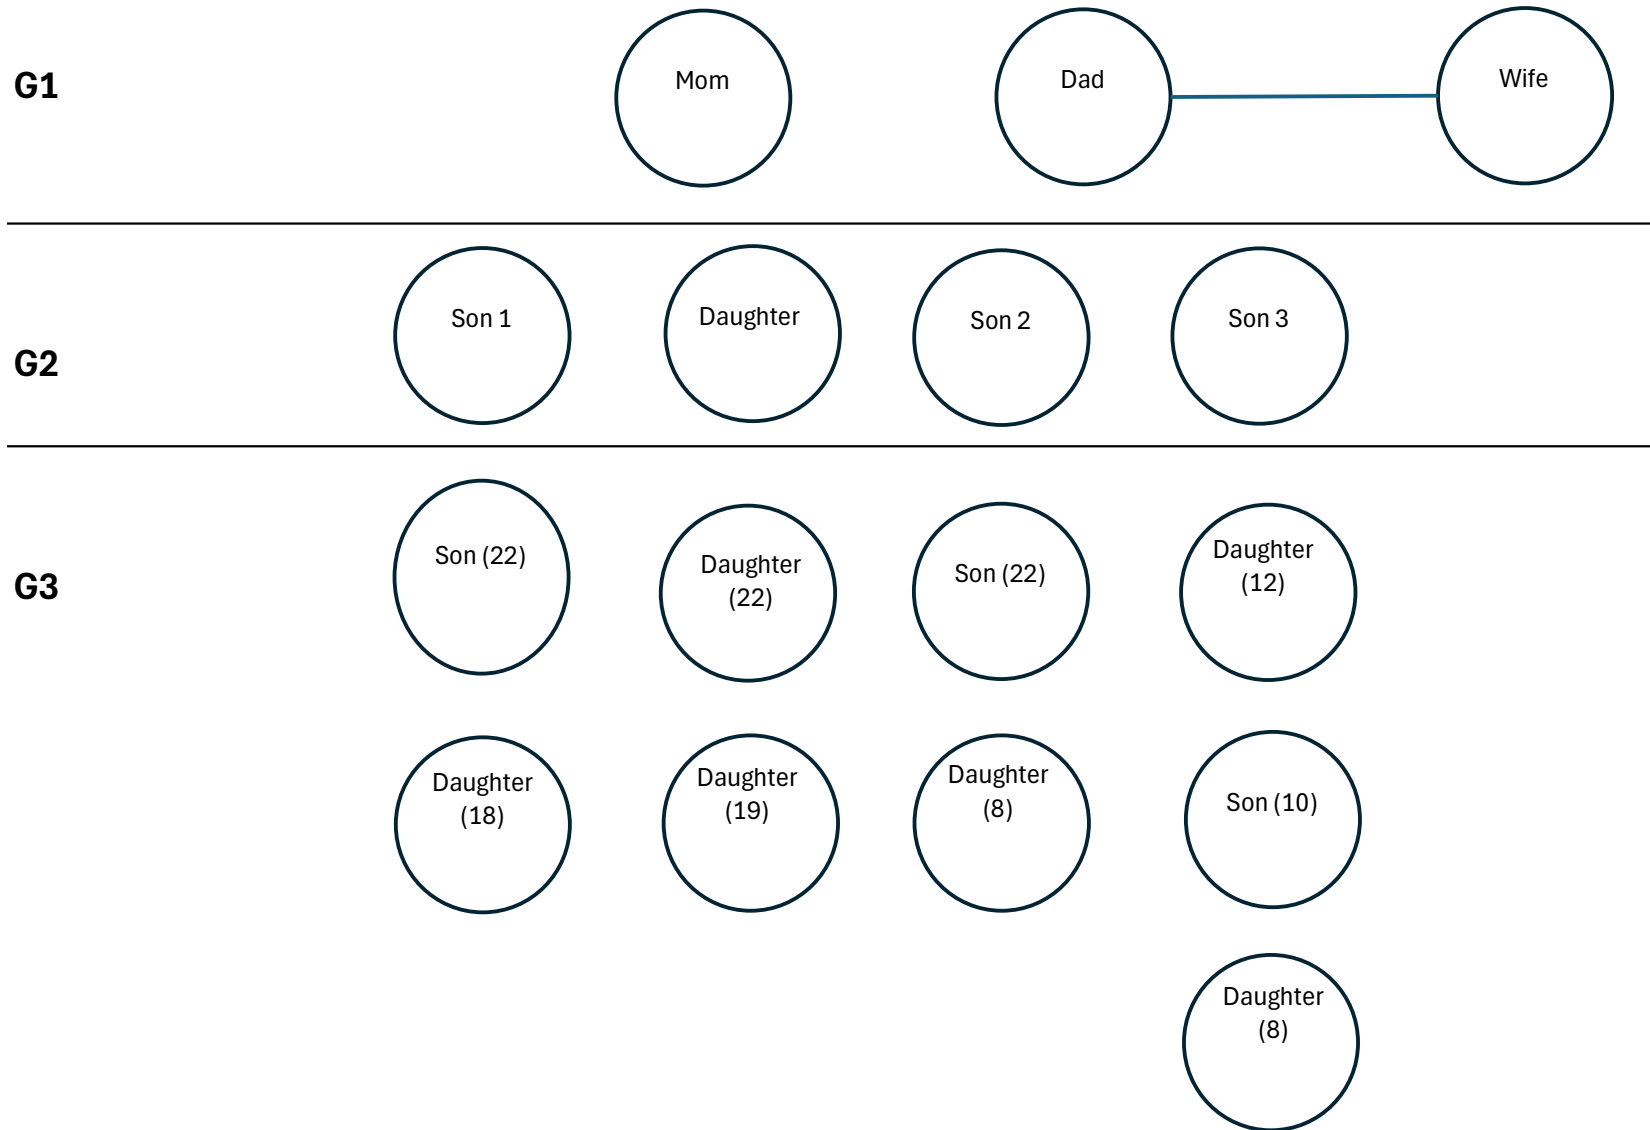 G1
Mom
Dad
Wife
G2
Son 1
Daughter
Son 2
Son 3
G3
Son (22)
Daughter
(22)
Son (22)
Daughter
(12)
Daughter
(18)
Daughter
(19)
Daughter
(8)
Son (10)
Daughter
(8)